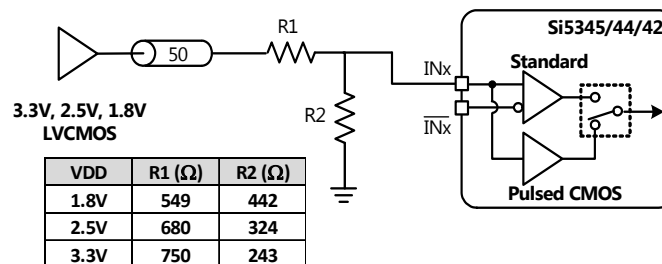 Si5345/44/42
50
R1
R2
INx
INx
Standard
Pulsed CMOS
3.3V, 2.5V, 1.8V
LVCMOS
VDD R1 (Ω) R2 (Ω)
1.8V 549 442
2.5V 680 324
3.3V 750 243